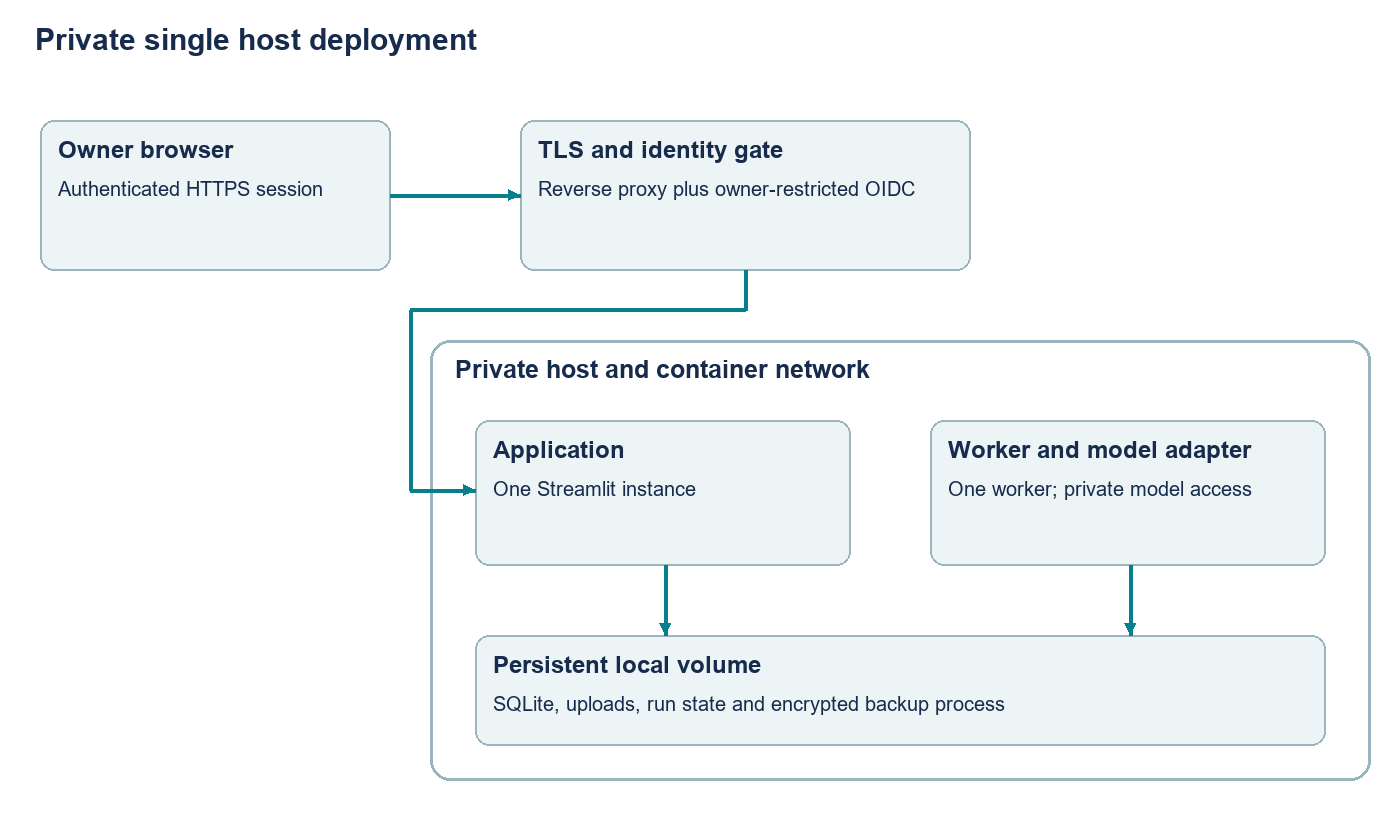 Private single host deployment
Owner browser
Authenticated HTTPS session
TLS and identity gate
Reverse proxy plus owner-restricted OIDC
Private host and container network
Application
One Streamlit instance
Worker and model adapter
One worker; private model access
Persistent local volume
SQLite, uploads, run state and encrypted backup process